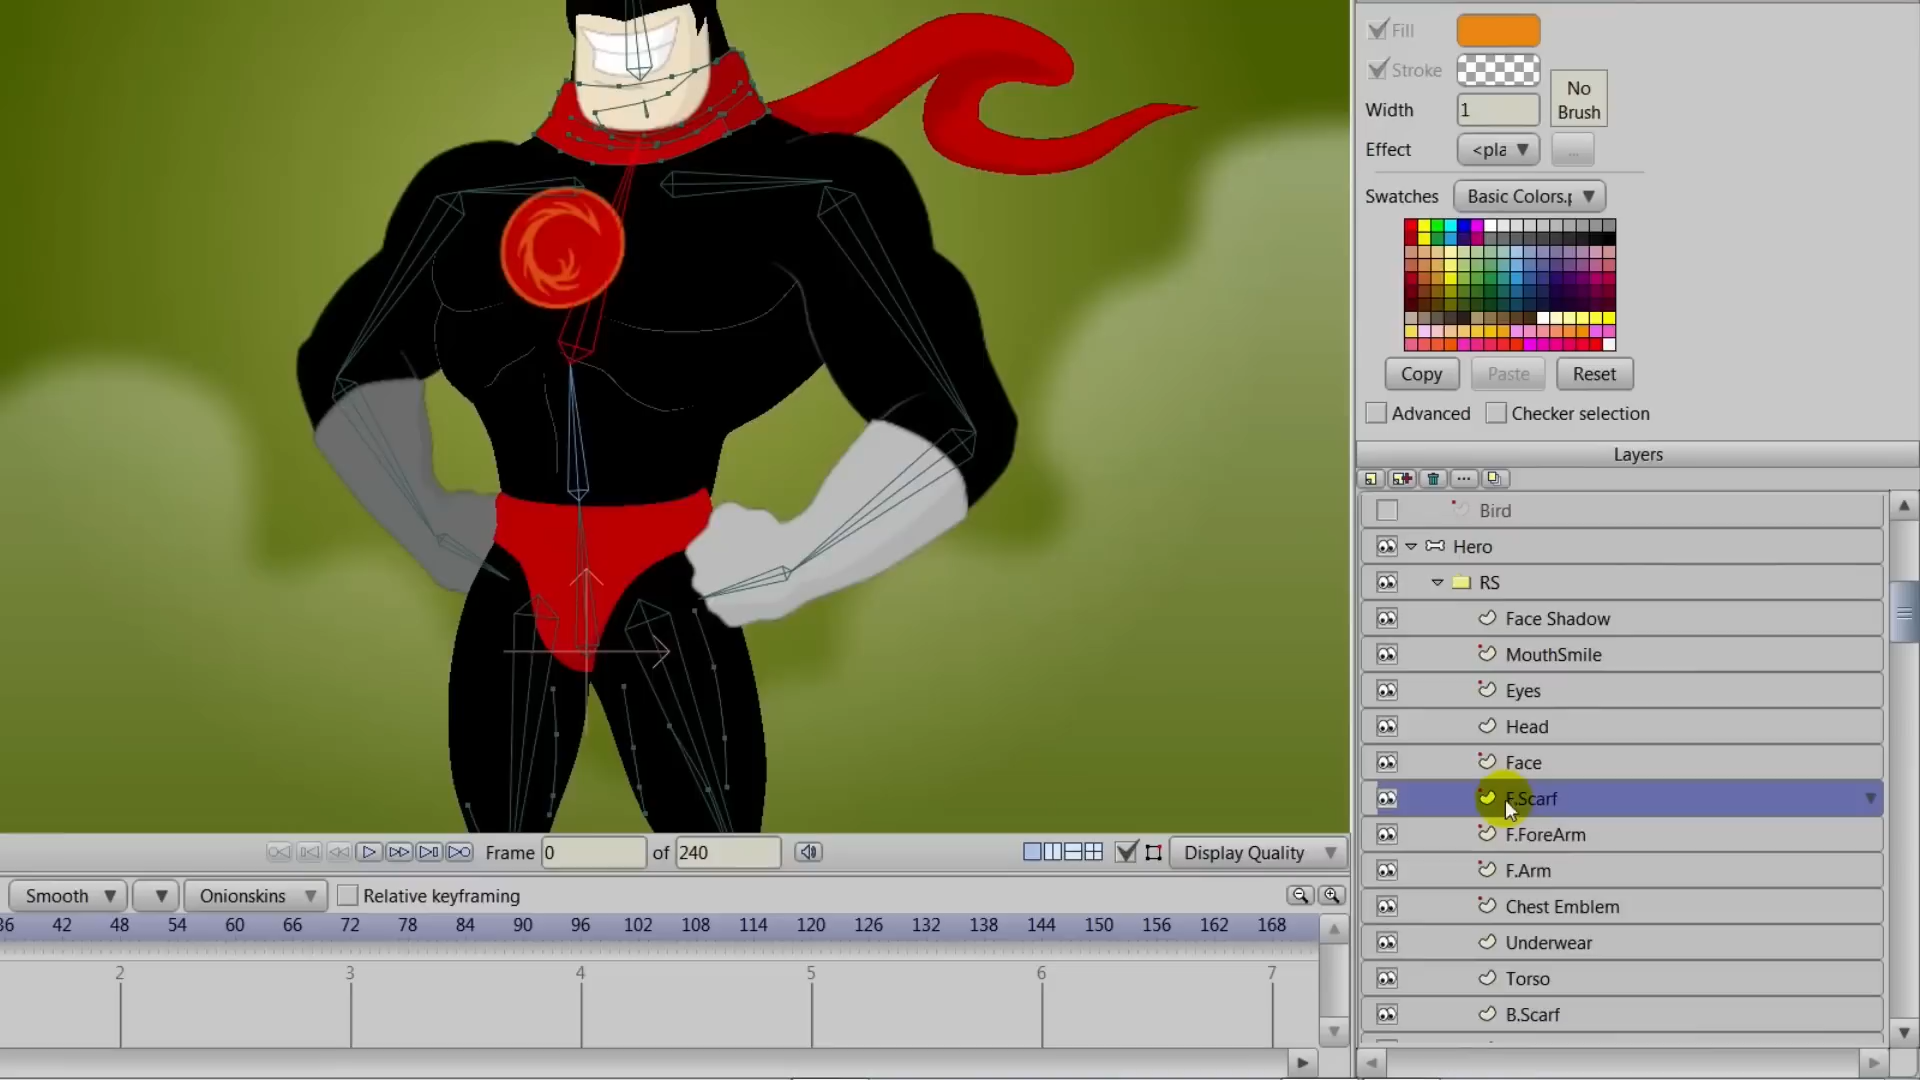 Fill
Stroke
Width 1
No
Brush
Effect <pla
...
Swatches Basic Colors.p
Copy Paste Reset
Advanced Checker selection
Layers
Bird
Hero
RS
Face Shadow
MouthSmile
Eyes
Head
Face
F.Scarf
F.ForeArm
F.Arm
Chest Emblem
Underwear
Torso
B.Scarf
Frame 0 of 240 Display Quality
Smooth Onionskins Relative keyframing
36 42 48 54 60 66 72 78 84 90 96 102 108 114 120 126 132 138 144 150 156 162 168
2 3 4 5 6 7